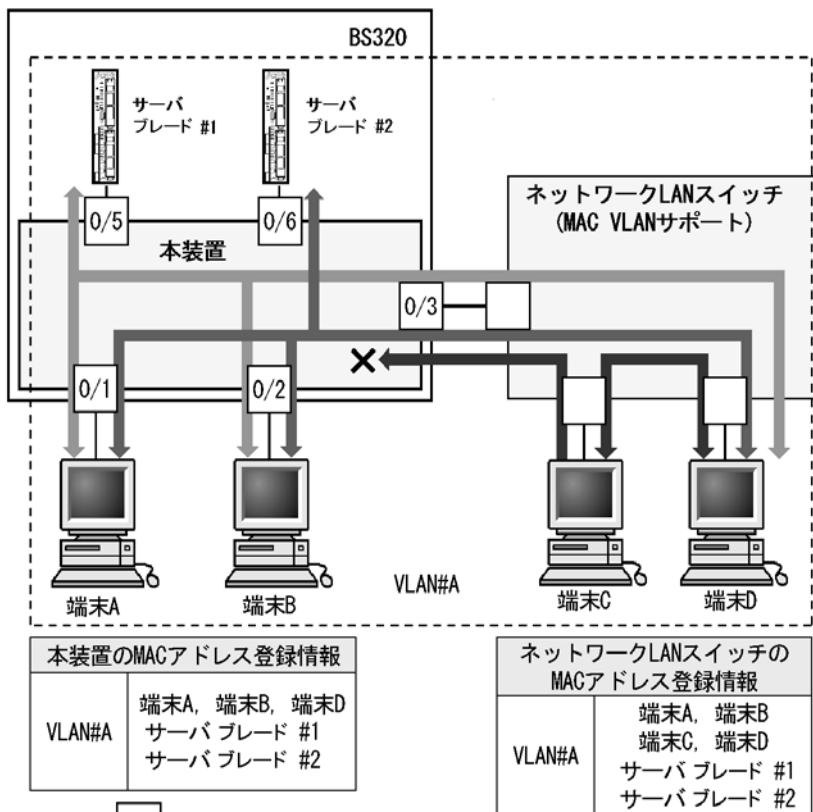 BS320
サーバ
ブレード #1
サーバ
ブレード #2
0/5
0/6
本装置
ネットワークLANスイッチ
(MAC VLANサポート)
0/3
0/1
0/2
端末A
端末B
VLAN#A
端末C
端末D
本装置のMACアドレス登録情報
VLAN#A
端末A, 端末B, 端末D
サーバ ブレード #1
サーバ ブレード #2
ネットワークLANスイッチの
MACアドレス登録情報
VLAN#A
端末A, 端末B
端末C, 端末D
サーバ ブレード #1
サーバ ブレード #2